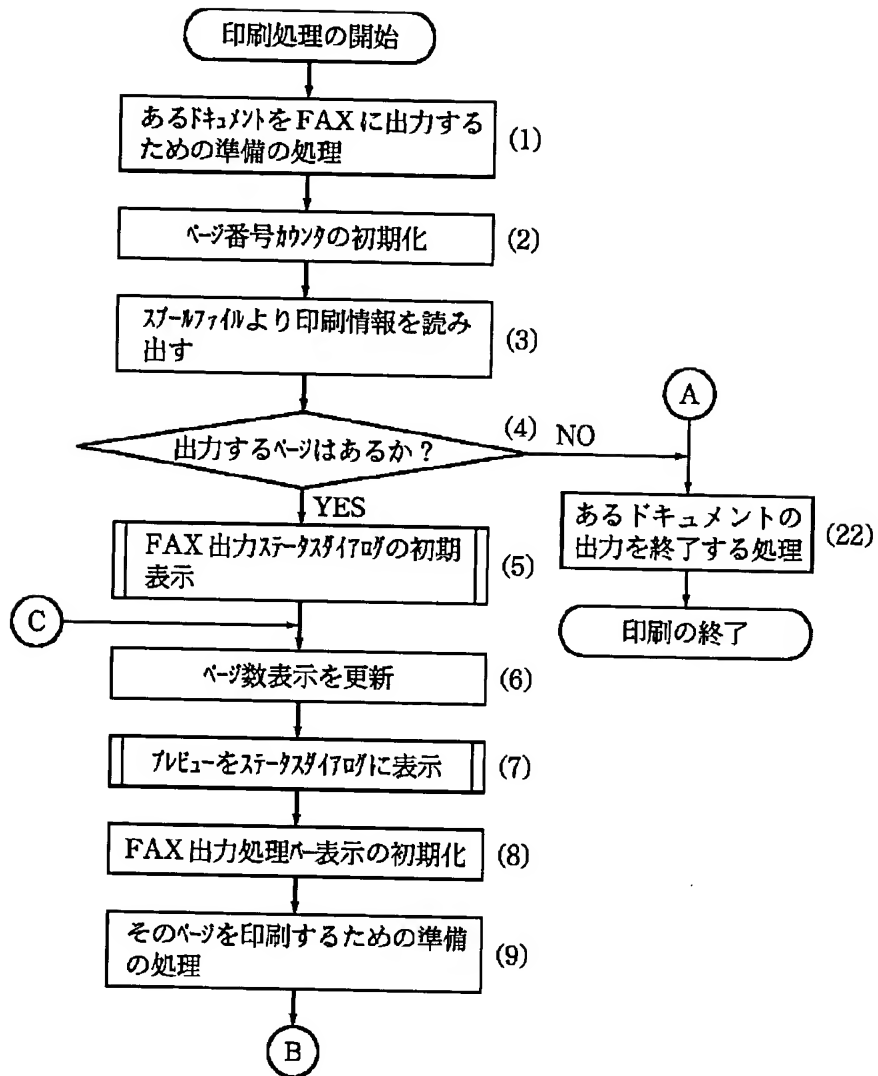 印刷処理の開始
あるドキュメントをFAXに出力する
ための準備の処理
(1)
ページ番号カウンタの初期化
(2)
スプールファイルより印刷情報を読み
出す
(3)
A
出力するページはあるか？
(4)
NO
YES
あるドキュメントの
出力を終了する処理
(22)
FAX出力ステータスダイアログの初期
表示
(5)
C
印刷の終了
ページ数表示を更新
(6)
プレビューをステータスダイアログに表示
(7)
FAX出力処理バー表示の初期化
(8)
そのページを印刷するための準備
の処理
(9)
B